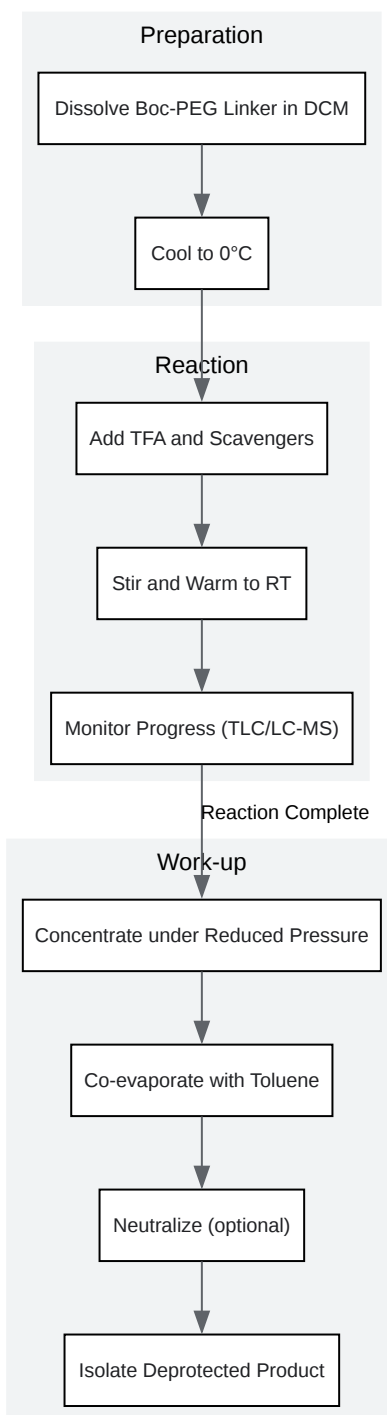 Preparation
Dissolve Boc-PEG Linker in DCM
Cool to 0°C
Reaction
Add TFA and Scavengers
Stir and Warm to RT
Monitor Progress (TLC/LC-MS)
Reaction Complete
Work-up
Concentrate under Reduced Pressure
Co-evaporate with Toluene
Neutralize (optional)
Isolate Deprotected Product